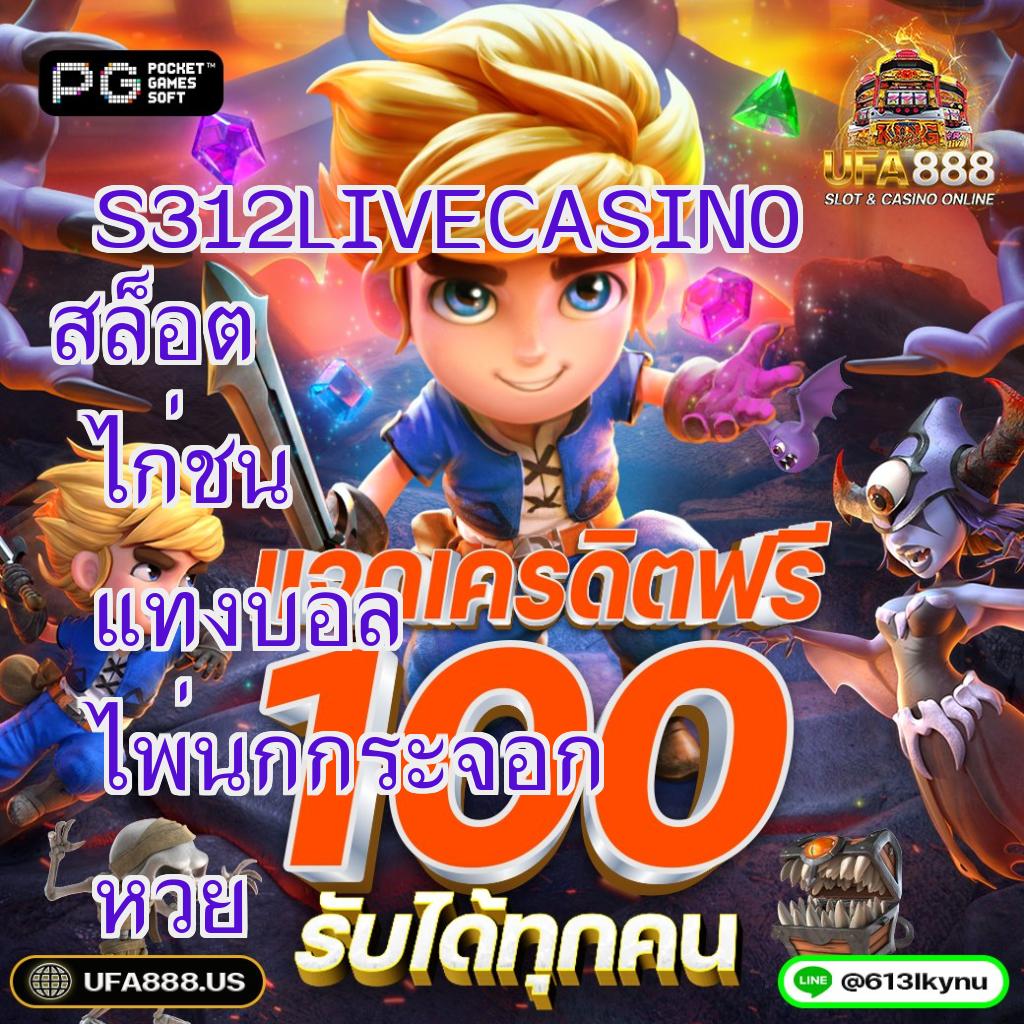 PG POCKET GAMES SOFT™
UFA888
SLOT & CASINO ONLINE
S312LIVECASINO
สล็อต
ไก่ชน
แจกเครดิตฟรี
แทงบอล
100
ไพ่นกกระจอก
หวย
รับได้ทุกคน
UFA888.US
LINE @613lkynu